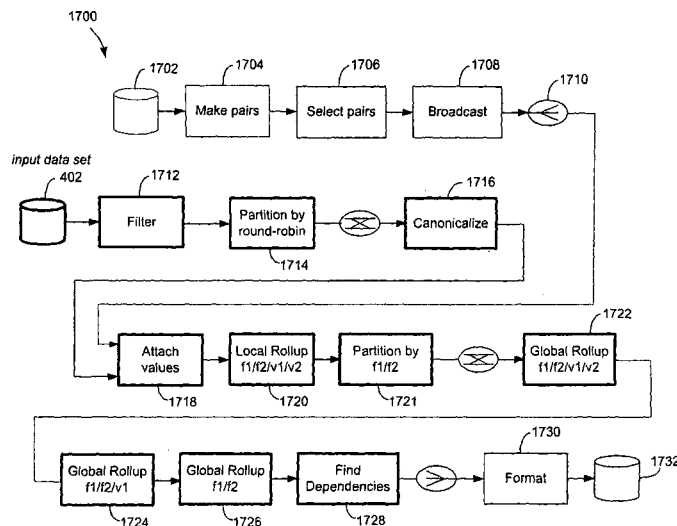 1700
1702
1704
1706
1708
1710
Make pairs
Select pairs
Broadcast
input data set
402
1712
1716
Filter
Partition by
round-robin
Canonicalize
1714
1722
Attach
values
Local Rollup
f1/f2/v1/v2
Partition by
f1/f2
Global Rollup
f1/f2/v1/v2
1718
1720
1721
1730
Global Rollup
f1/f2/v1
Global Rollup
f1/f2
Find
Dependencies
Format
1732
1724
1726
1728